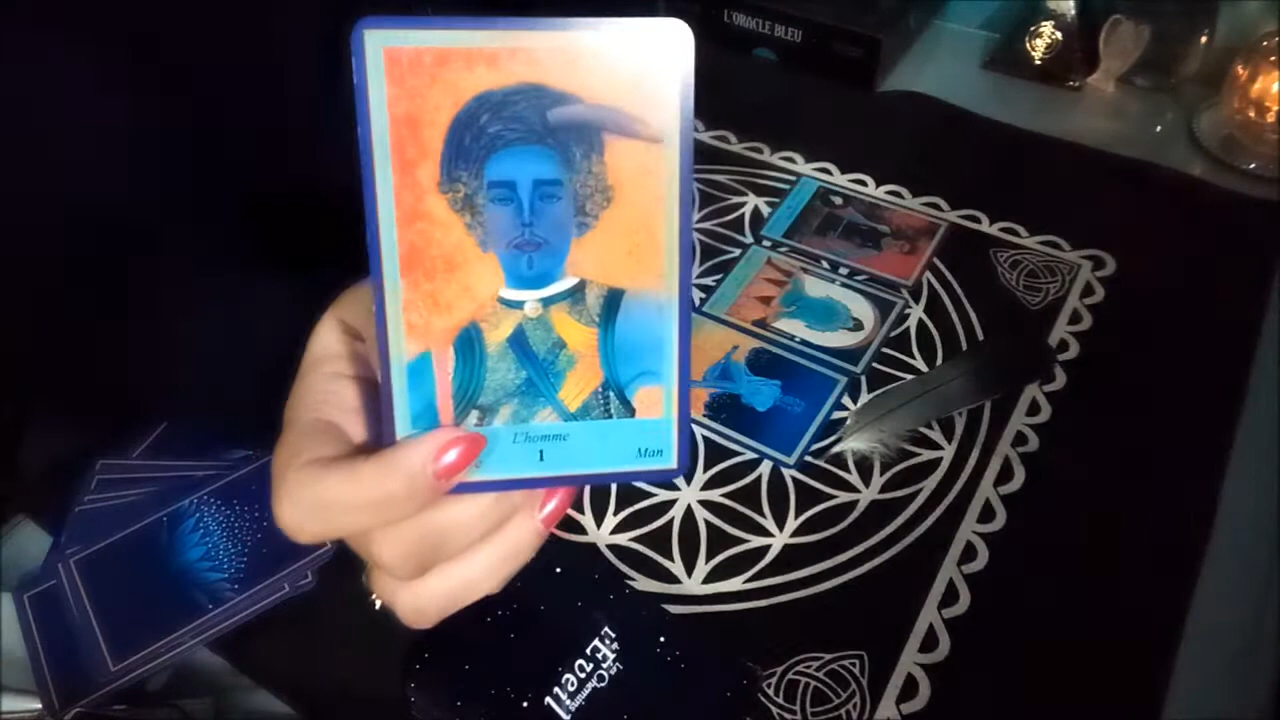 L'ORACLE BLEU
L'homme
1
Man
Les Chemins
de
L'Eveil